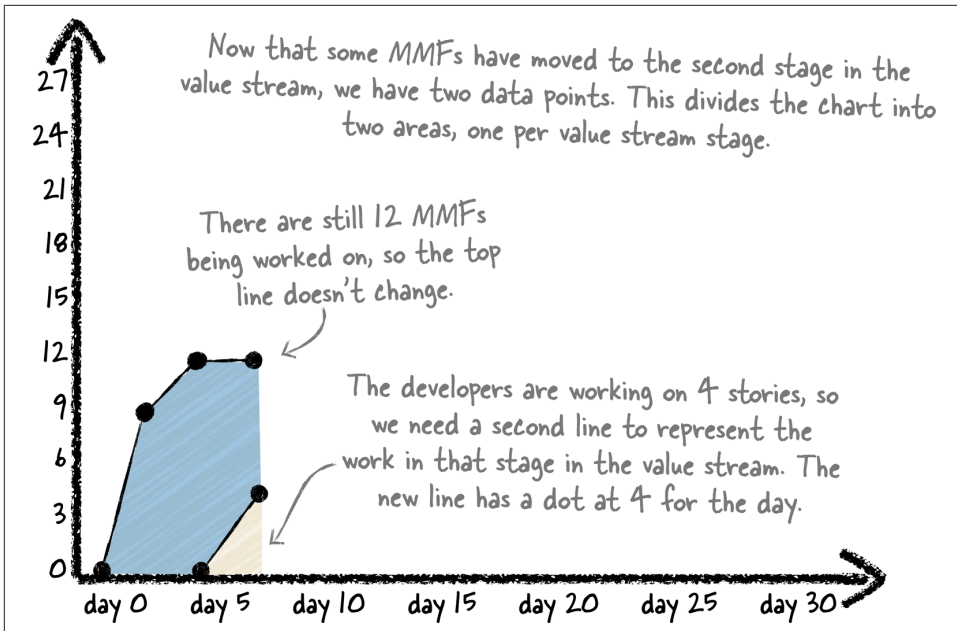 Now that some MMFs have moved to the second stage in the
value stream, we have two data points. This divides the chart into
two areas, one per value stream stage.
There are still 12 MMFs
being worked on, so the top
line doesn't change.
The developers are working on 4 stories, so
we need a second line to represent the
work in that stage in the value stream. The
new line has a dot at 4 for the day.
27
24
21
18
15
12
9
6
3
0
day 0 day 5 day 10 day 15 day 20 day 25 day 30